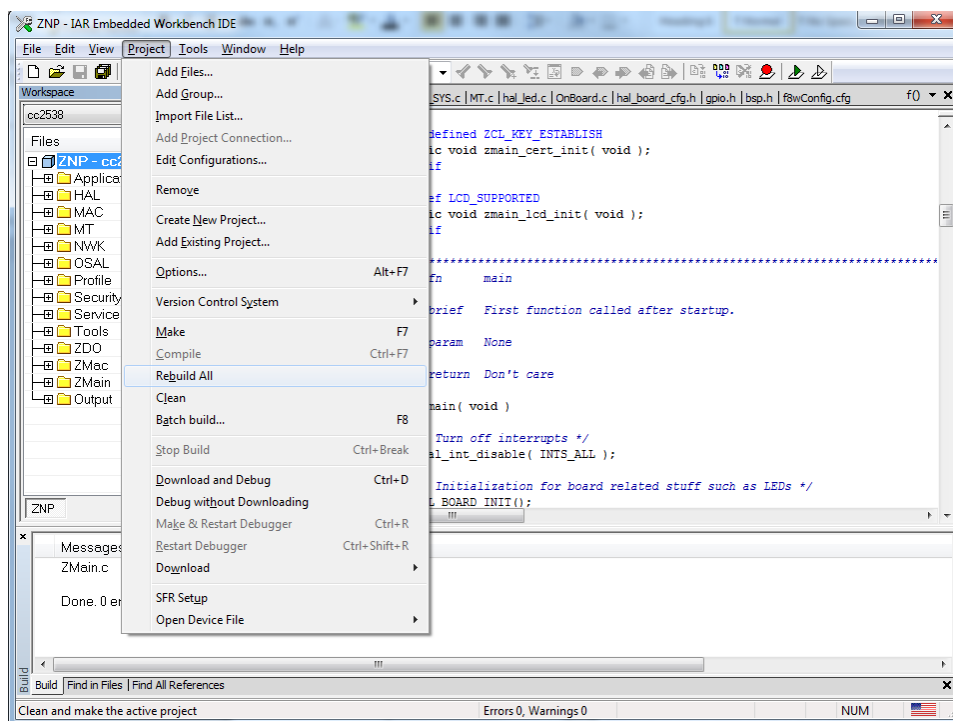 ZNP - IAR Embedded Workbench IDE
File Edit View Project Tools Window Help
Workspace
cc2538
Files
ZNP - cc2
Applica
HAL
MAC
MT
NWK
OSAL
Profile
Security
Service
Tools
ZDO
ZMac
ZMain
Output
ZNP
Add Files...
Add Group...
Import File List...
Add Project Connection...
Edit Configurations...
Remove
Create New Project...
Add Existing Project...
Options... Alt+F7
Version Control System
Make F7
Compile Ctrl+F7
Rebuild All
Clean
Batch build... F8
Stop Build Ctrl+Break
Download and Debug Ctrl+D
Debug without Downloading
Make & Restart Debugger Ctrl+R
Restart Debugger Ctrl+Shift+R
Download
SFR Setup
Open Device File
_SYS.c | MT.c | hal_led.c | OnBoard.c | hal_board_cfg.h | gpio.h | bsp.h | f8wConfig.cfg f()
defined ZCL_KEY_ESTABLISH
ic void zmain_cert_init( void );
if
ef LCD_SUPPORTED
ic void zmain_lcd_init( void );
if
*******************************************************************************
fn main
brief First function called after startup.
param None
return Don't care
main( void )
Turn off interrupts */
al_int_disable( INTS_ALL );
Initialization for board related stuff such as LEDs */
L_BOARD_INIT();
Messages
ZMain.c
Done. 0 er
Build
Build Find in Files Find All References
Clean and make the active project Errors 0, Warnings 0 NUM